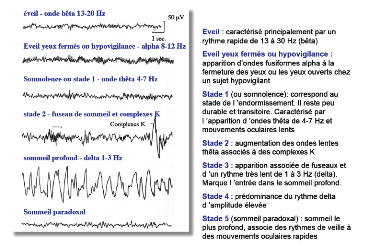 éveil - onde bêta 13-20 Hz
50 µV
1 sec.
Eveil yeux fermés ou hypovigilance - alpha 8-12 Hz
Somnolence ou stade 1 - onde thêta 4-7 Hz
stade 2 - fuseau de sommeil et complexes K
Complexes K
sommeil profond - delta 1-3 Hz
Sommeil paradoxal
Eveil : caractérisé principalement par un
rythme rapide de 13 à 30 Hz (bêta)
Eveil yeux fermés ou hypovigilance :
apparition d'ondes fusiformes alpha à la
fermeture des yeux ou les yeux ouverts chez
un sujet hypovigilant
Stade 1 (ou somnolence): correspond au
stade de l 'endormissement. Il reste peu
durable et transitoire. Caractérisé par
l 'apparition d 'ondes thêta de 4-7 Hz et
mouvements oculaires lents
Stade 2 : augmentation des ondes lentes
thêta associés à des complexes K
Stade 3 : apparition associée de fuseaux et
d 'un rythme très lent de 1 à 3 Hz (delta).
Marque l 'entrée dans le sommeil profond.
Stade 4 : prédominance du rythme delta
d 'amplitude élevée
Stade 5 (sommeil paradoxal) : sommeil le
plus profond, associe des rythmes de veille à
des mouvements oculaires rapides